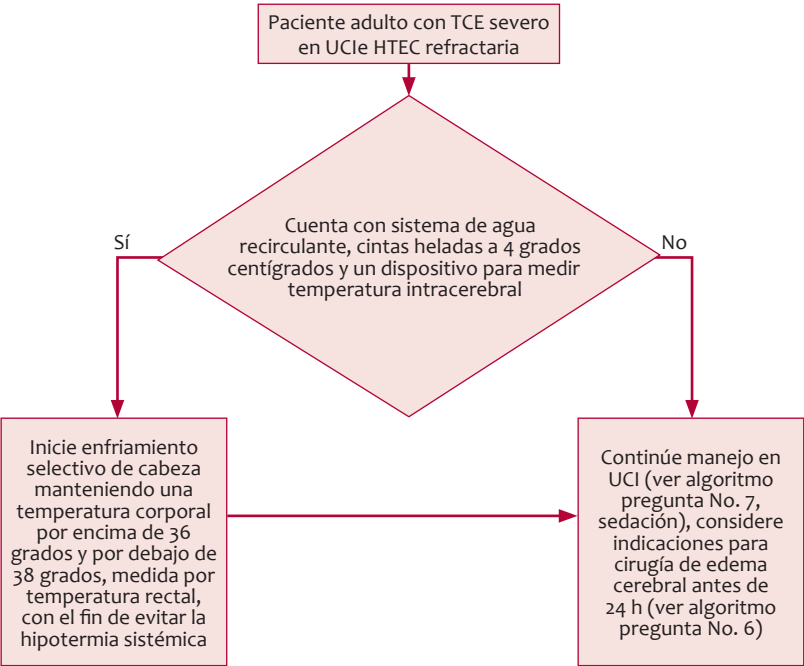 Paciente adulto con TCE severo
en UCIe HTEC refractaria
Cuenta con sistema de agua
recirculante, cintas heladas a 4 grados
centígrados y un dispositivo para medir
temperatura intracerebral
Sí
No
Inicie enfriamiento
selectivo de cabeza
manteniendo una
temperatura corporal
por encima de 36
grados y por debajo de
38 grados, medida por
temperatura rectal,
con el fin de evitar la
hipotermia sistémica
Continúe manejo en
UCI (ver algoritmo
pregunta No. 7,
sedación), considere
indicaciones para
cirugía de edema
cerebral antes de
24 h (ver algoritmo
pregunta No. 6)